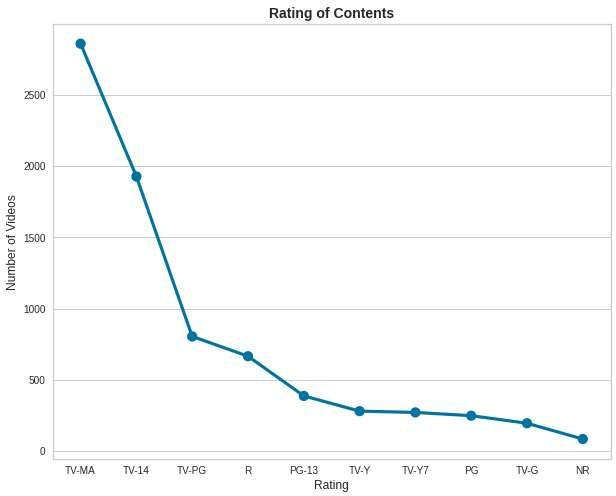 Rating of Contents
Number of Videos
2500
2000
1500
1000
500
0
TV-MA TV-14 TV-PG R PG-13 TV-Y TV-Y7 PG TV-G NR
Rating